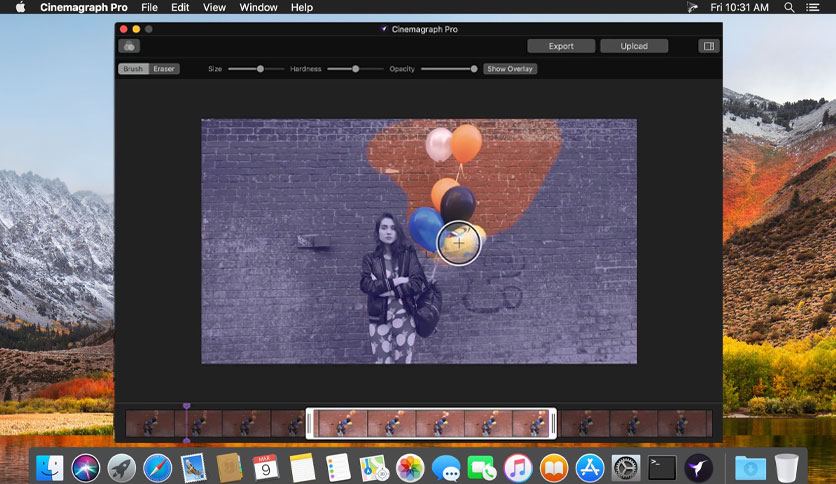 Cinemagraph Pro File Edit View Window Help Fri 10:31 AM
Cinemagraph Pro
Export Upload
Brush Eraser Size Hardness Opacity Show Overlay
MAR
9